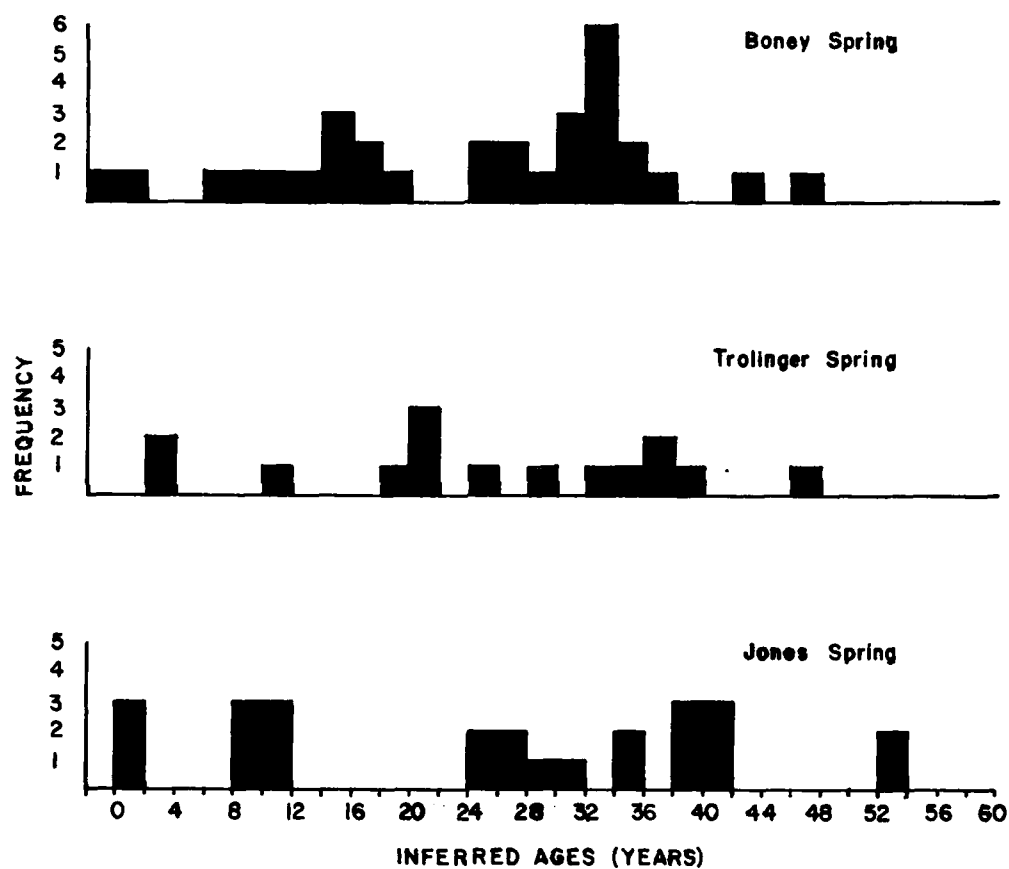 6
5
4
3
2
1
Boney Spring
FREQUENCY
5
4
3
2
1
Trolinger Spring
5
4
3
2
1
Jones Spring
0 4 8 12 16 20 24 28 32 36 40 44 48 52 56 60
INFERRED AGES (YEARS)